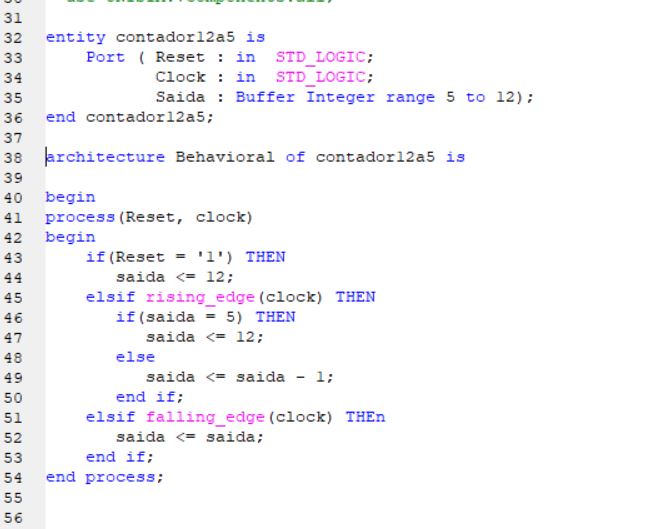 31
32 entity contador12a5 is
33     Port ( Reset : in  STD_LOGIC;
34            Clock : in  STD_LOGIC;
35            Saida : Buffer Integer range 5 to 12);
36 end contador12a5;
37
38 architecture Behavioral of contador12a5 is
39
40 begin
41 process(Reset, clock)
42 begin
43     if(Reset = '1') THEN
44        saida <= 12;
45     elsif rising_edge(clock) THEN
46        if(saida = 5) THEN
47           saida <= 12;
48        else
49           saida <= saida - 1;
50        end if;
51     elsif falling_edge(clock) THEn
52        saida <= saida;
53     end if;
54 end process;
55
56